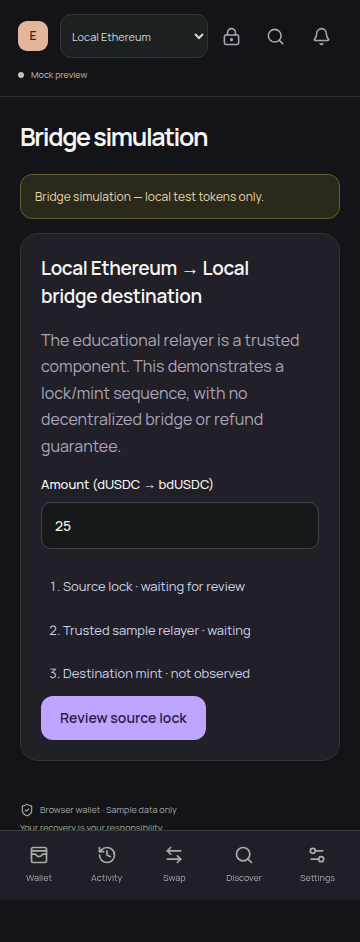 E
Local Ethereum
Mock preview
Bridge simulation
Bridge simulation — local test tokens only.
Local Ethereum → Local
bridge destination
The educational relayer is a trusted
component. This demonstrates a
lock/mint sequence, with no
decentralized bridge or refund
guarantee.
Amount (dUSDC → bdUSDC)
25
1. Source lock · waiting for review
2. Trusted sample relayer · waiting
3. Destination mint · not observed
Review source lock
Browser wallet · Sample data only
Your recovery is your responsibility
Wallet Activity Swap Discover Settings